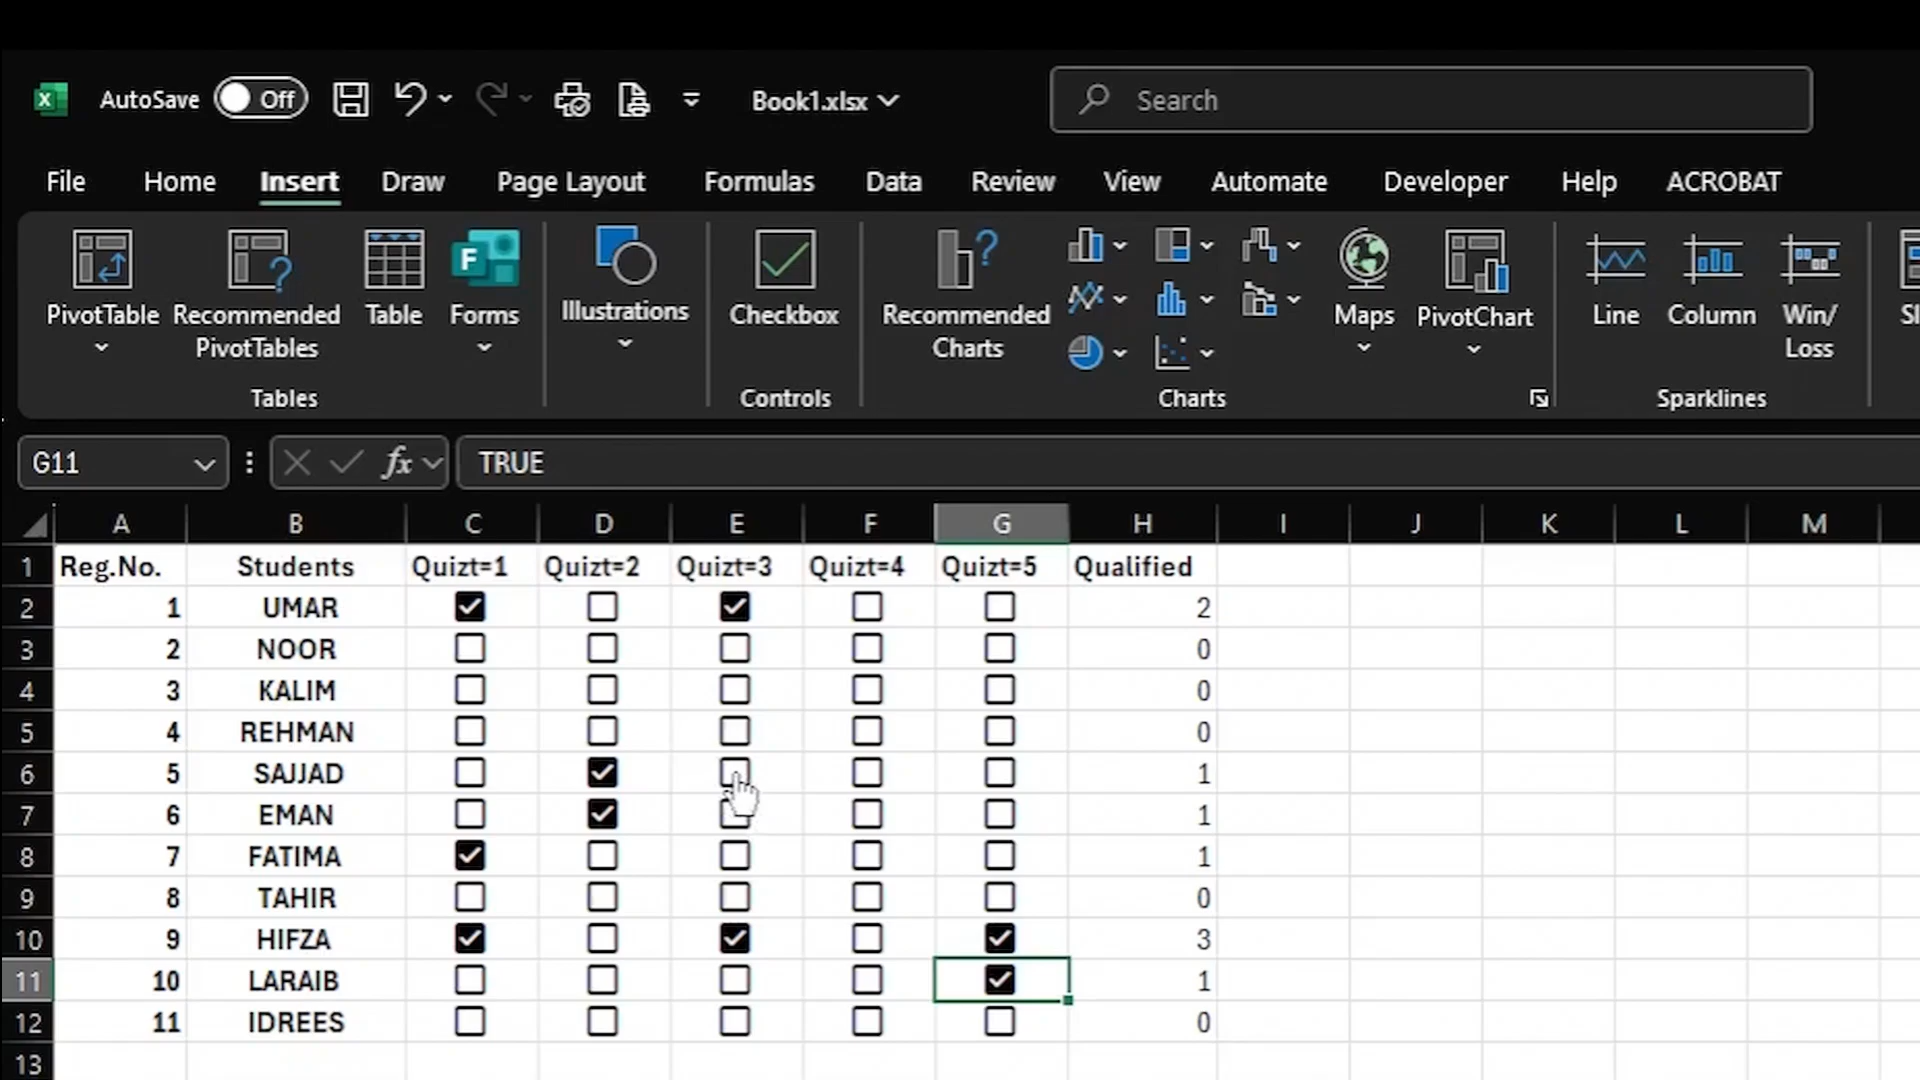 AutoSave Off Book1.xlsx Search
File Home Insert Draw Page Layout Formulas Data Review View Automate Developer Help ACROBAT
PivotTable Recommended PivotTables Table Forms Illustrations Checkbox Recommended Charts Maps PivotChart Line Column Win/ Loss
Tables Controls Charts Sparklines
G11 fx TRUE
A B C D E F G H I J K L M
1 Reg.No. Students Quizt=1 Quizt=2 Quizt=3 Quizt=4 Quizt=5 Qualified
2 1 UMAR 2
3 2 NOOR 0
4 3 KALIM 0
5 4 REHMAN 0
6 5 SAJJAD 1
7 6 EMAN 1
8 7 FATIMA 1
9 8 TAHIR 0
10 9 HIFZA 3
11 10 LARAIB 1
12 11 IDREES 0
13